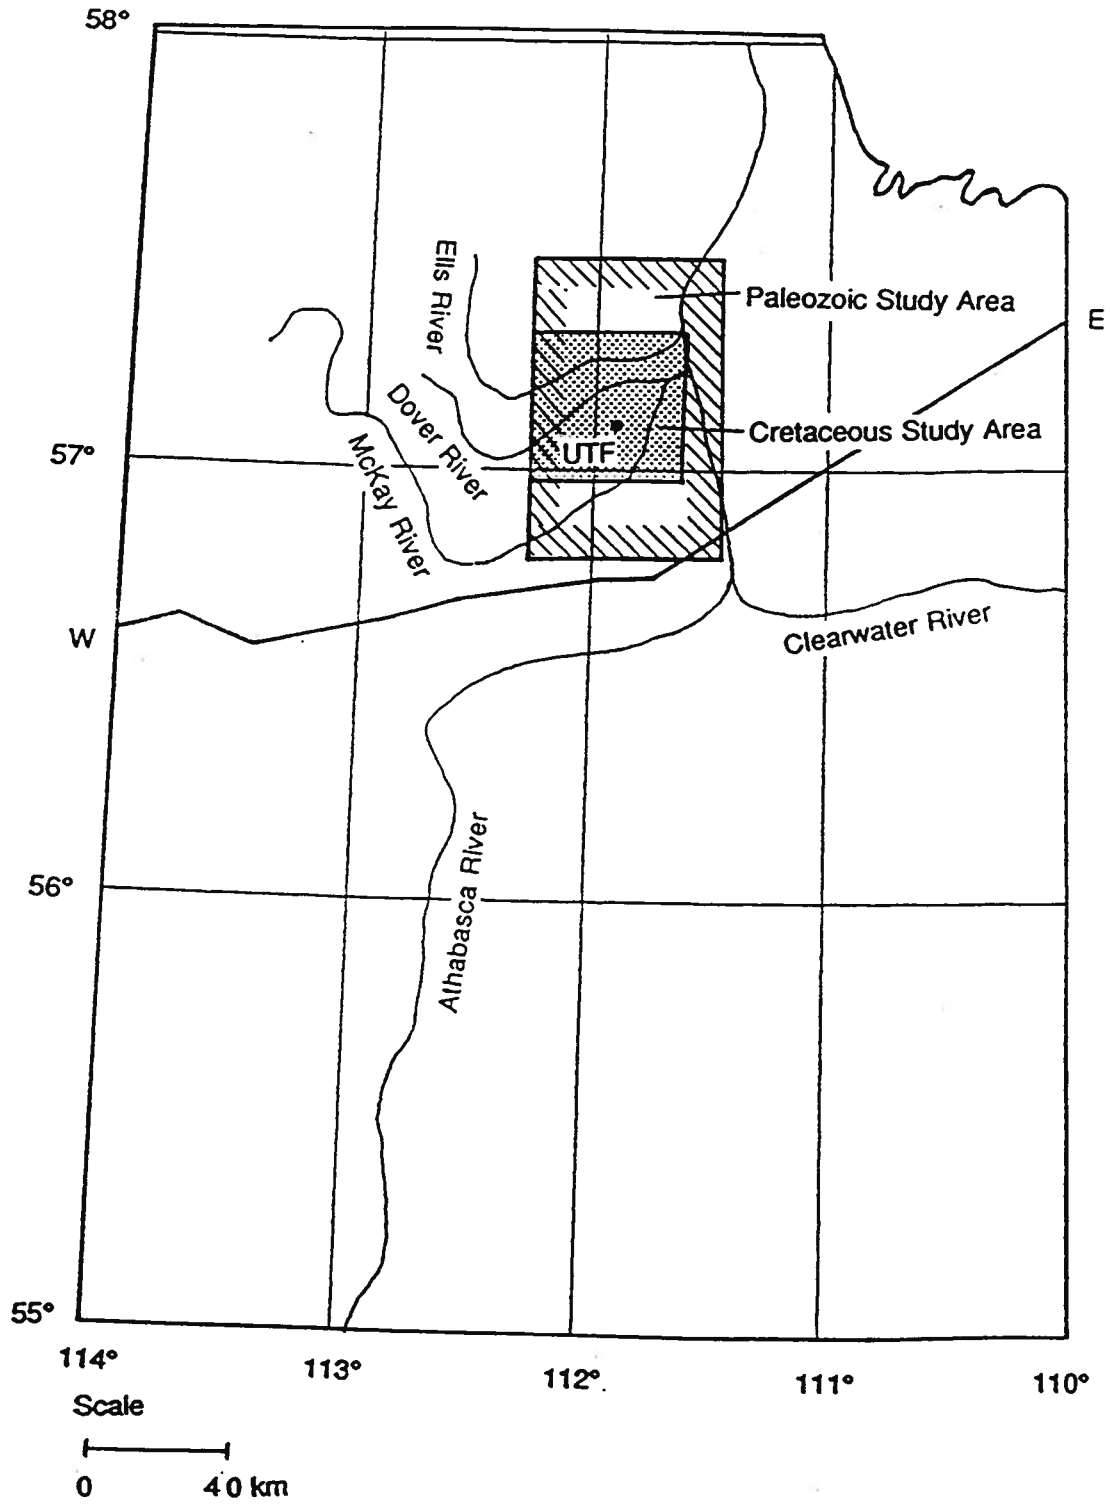 58°
Ells River
Paleozoic Study Area
E
Dover River
Cretaceous Study Area
57°
UTF
McKay River
W
Clearwater River
56°
Athabasca River
55°
114°
113°
112°
111°
110°
Scale
0 40 km